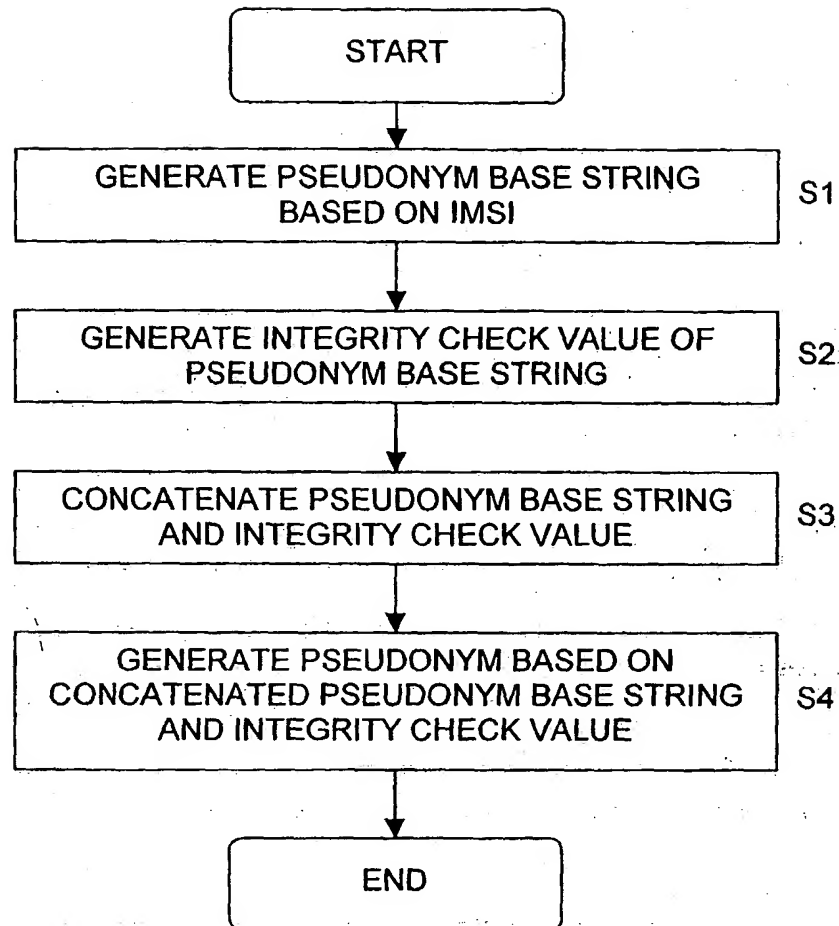 START
GENERATE PSEUDONYM BASE STRING
BASED ON IMSI
S1
GENERATE INTEGRITY CHECK VALUE OF
PSEUDONYM BASE STRING
S2
CONCATENATE PSEUDONYM BASE STRING
AND INTEGRITY CHECK VALUE
S3
GENERATE PSEUDONYM BASED ON
CONCATENATED PSEUDONYM BASE STRING
AND INTEGRITY CHECK VALUE
S4
END